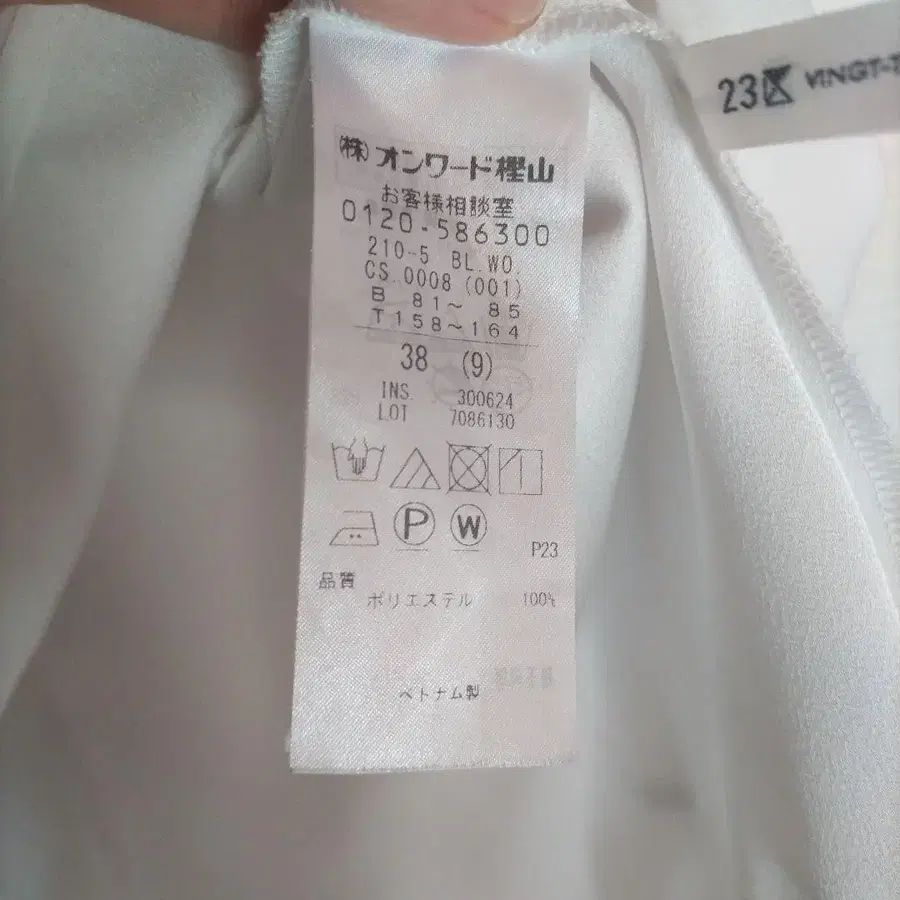 ㈱オンワード樫山
お客様相談室
0120-586300
210-5 BL.WO.
CS.0008 (001)
B 81～ 85
T158～164
38 (9)
INS. 300624
LOT 7086130
P
W
P23
品質
ポリエステル 100%
ベトナム製
23区 VINGT-T